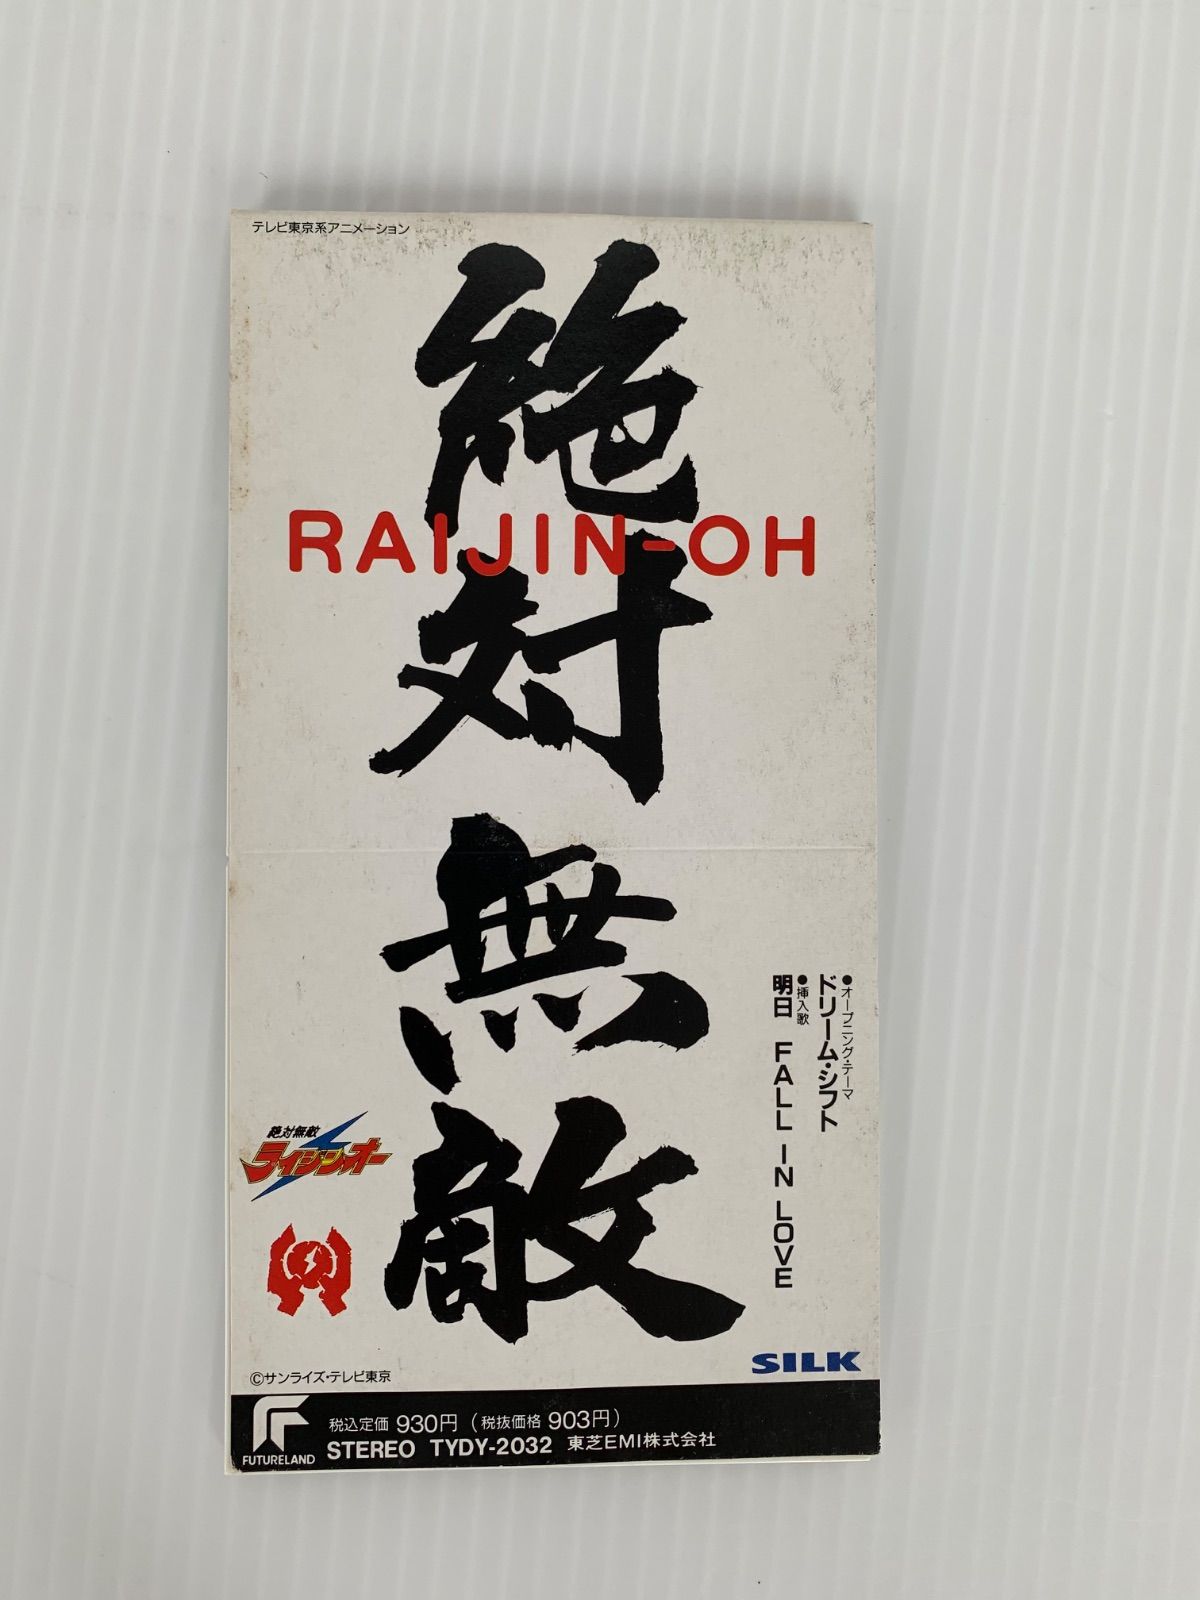 テレビ東京系アニメーション
絶対無敵
RAIJIN-OH
●オープニング・テーマ
ドリーム・シフト
●挿入歌
明日 FALL IN LOVE
絶対無敵
ライジンオー
SILK
©サンライズ・テレビ東京
FUTURELAND
税込定価 930円 (税抜価格 903円)
STEREO TYDY-2032 東芝EMI株式会社